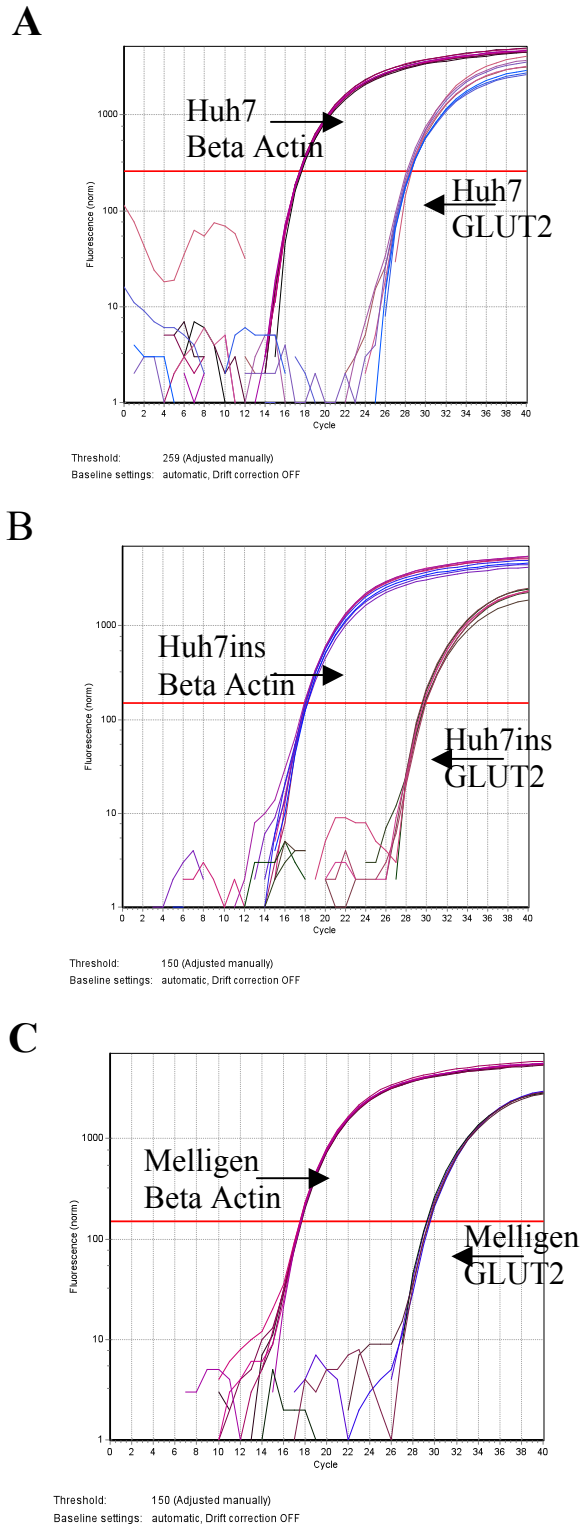 A
Fluorescence (norm)
1000
100
10
1
Huh7
Beta Actin
Huh7
GLUT2
0 2 4 6 8 10 12 14 16 18 20 22 24 26 28 30 32 34 36 38 40
Cycle
Threshold: 259 (Adjusted manually)
Baseline settings: automatic, Drift correction OFF
B
Fluorescence (norm)
1000
100
10
1
Huh7ins
Beta Actin
Huh7ins
GLUT2
0 2 4 6 8 10 12 14 16 18 20 22 24 26 28 30 32 34 36 38 40
Cycle
Threshold: 150 (Adjusted manually)
Baseline settings: automatic, Drift correction OFF
C
Fluorescence (norm)
1000
100
10
1
Melligen
Beta Actin
Melligen
GLUT2
0 2 4 6 8 10 12 14 16 18 20 22 24 26 28 30 32 34 36 38 40
Cycle
Threshold: 150 (Adjusted manually)
Baseline settings: automatic, Drift correction OFF